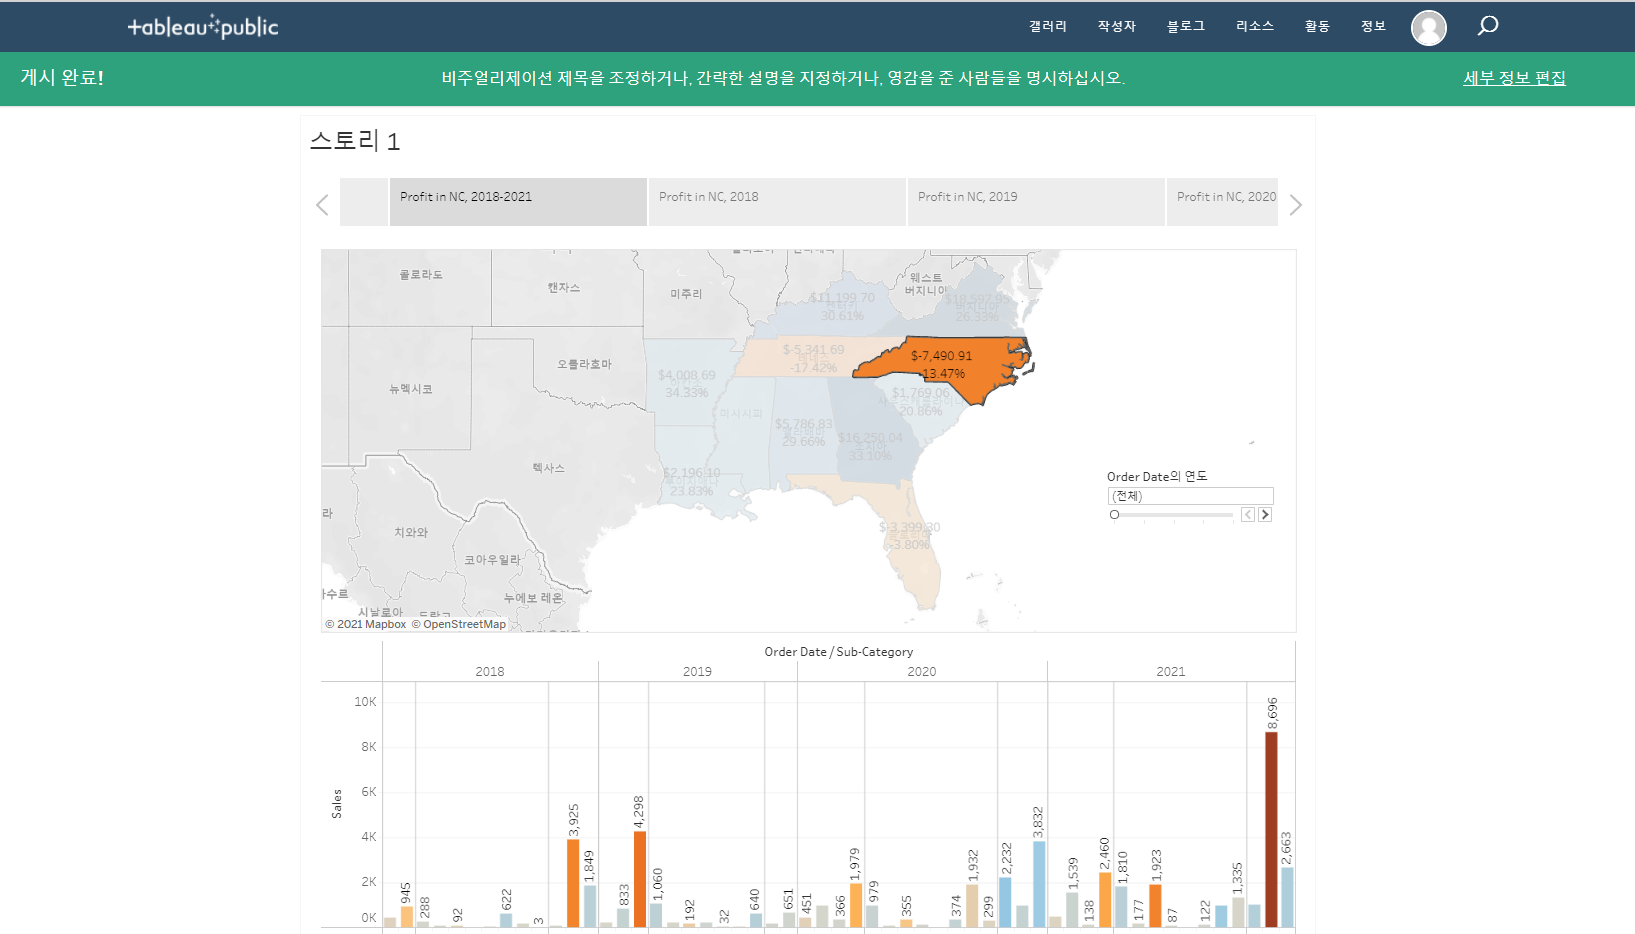 tableau public
갤러리 작성자 블로그 리소스 활동 정보
게시 완료!
비주얼리제이션 제목을 조정하거나, 간략한 설명을 지정하거나, 영감을 준 사람들을 명시하십시오.
세부 정보 편집
스토리 1
Profit in NC, 2018-2021
Profit in NC, 2018
Profit in NC, 2019
Profit in NC, 2020
콜로라도
캔자스
미주리
웨스트
버지니아
$11,199.70
30.61%
$18,597.95
26.33%
오클라호마
뉴멕시코
$-5,341.69
-17.42%
$-7,490.91
-13.47%
$4,008.69
34.33%
미시시피
$1,769.06
20.86%
$5,786.83
29.66%
$16,250.04
33.10%
텍사스
$2,196.10
23.83%
$-3,399.30
-3.80%
Order Date의 연도
(전체)
치와와
코아우일라
누에보 레온
시날로아
© 2021 Mapbox © OpenStreetMap
Order Date / Sub-Category
2018 2019 2020 2021
Sales
10K
8K
6K
4K
2K
0K
945 288 92 622 3 3,925 1,849 833 4,298 1,060 192 32 640 651 451 366 1,979 979 355 374 1,932 299 2,232 3,832 1,539 138 2,460 1,810 177 1,923 87 122 1,335 8,696 2,663